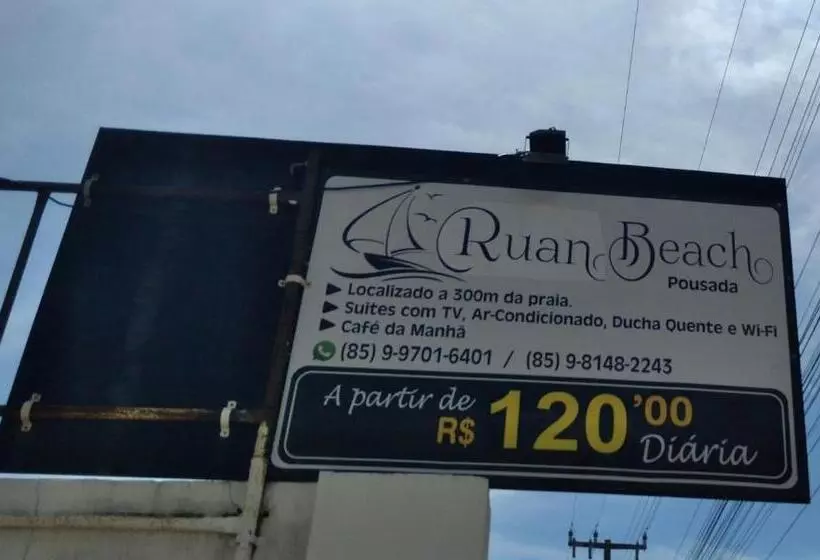 Ruan Beach
Pousada
Localizado a 300m da praia.
Suítes com TV, Ar-Condicionado, Ducha Quente e Wi-Fi
Café da Manhã
(85) 9-9701-6401 / (85) 9-8148-2243
A partir de
R$ 120'00
Diária